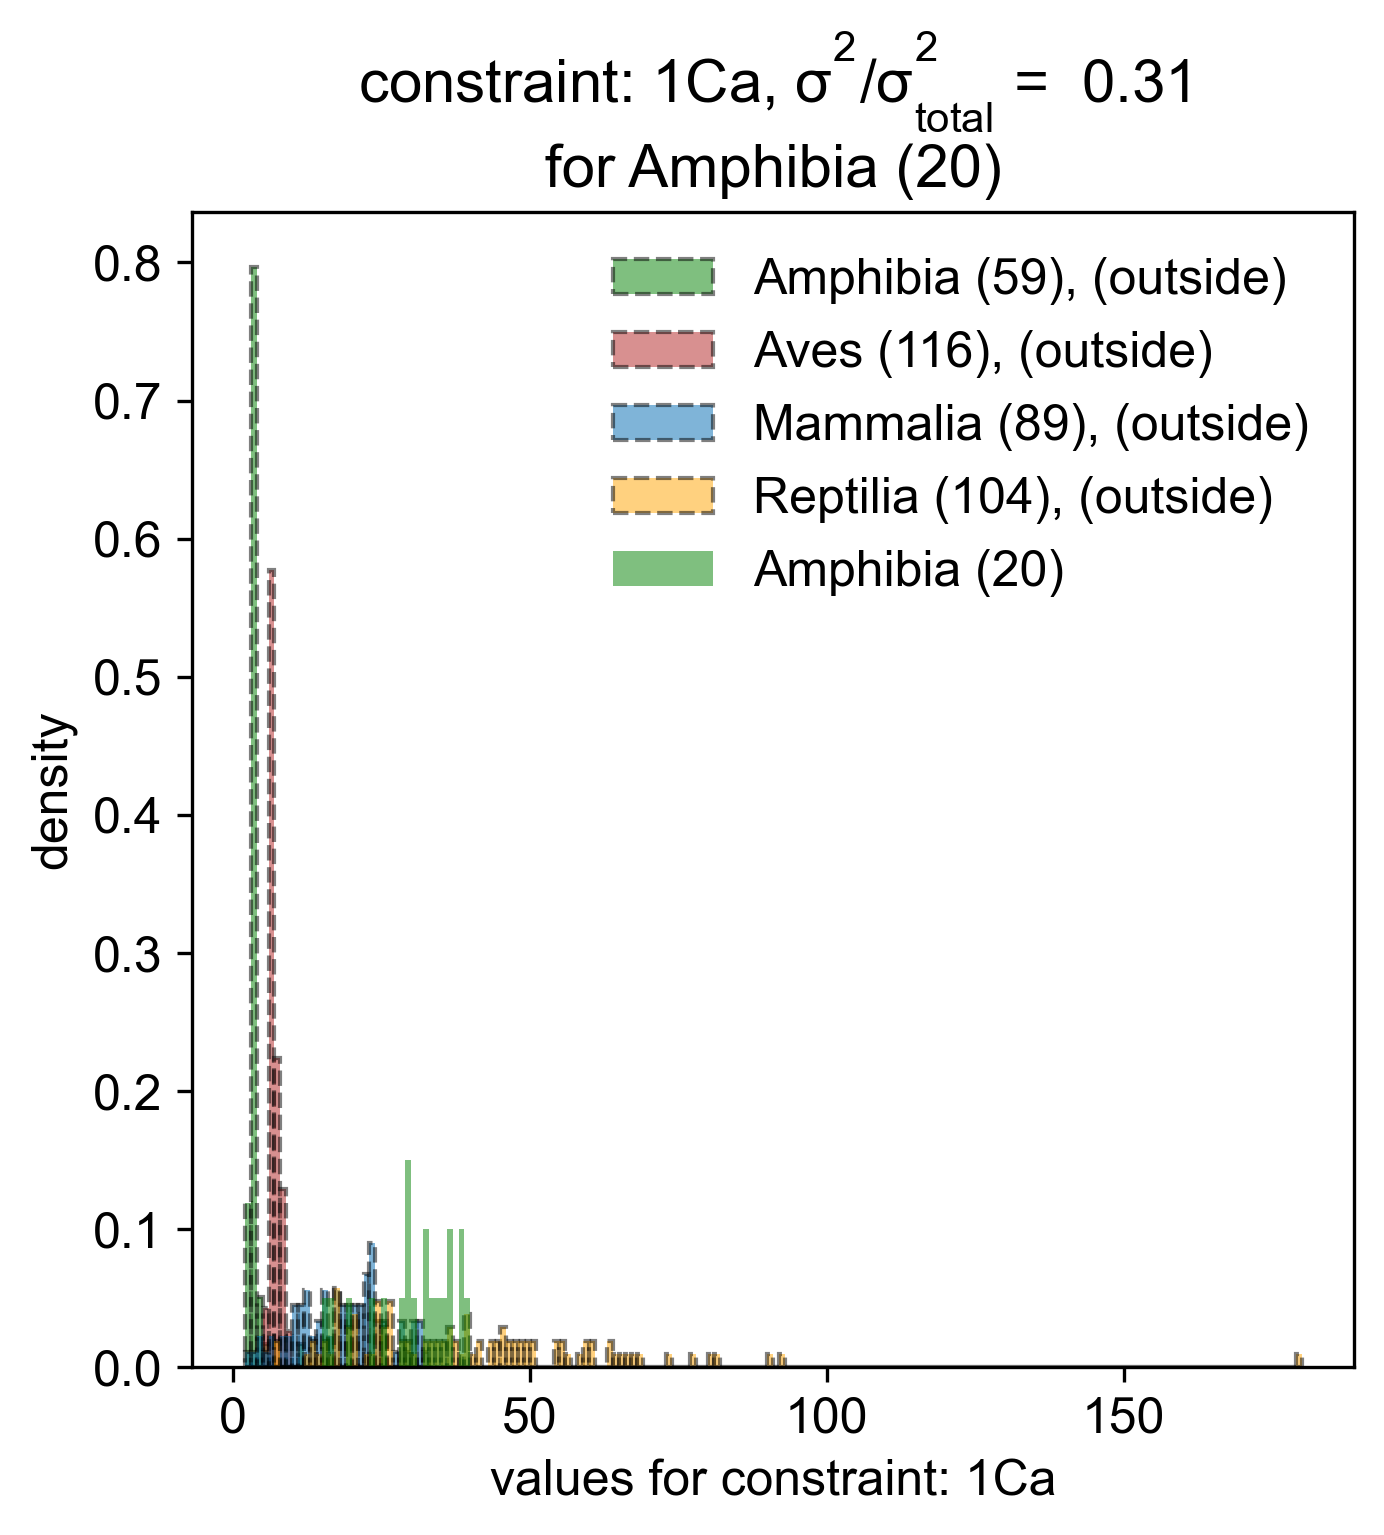 constraint: 1Ca, σ²/σ²total = 0.31
for Amphibia (20)
Amphibia (59), (outside)
Aves (116), (outside)
Mammalia (89), (outside)
Reptilia (104), (outside)
Amphibia (20)
0.8
0.7
0.6
0.5
0.4
0.3
0.2
0.1
0.0
density
0 50 100 150
values for constraint: 1Ca